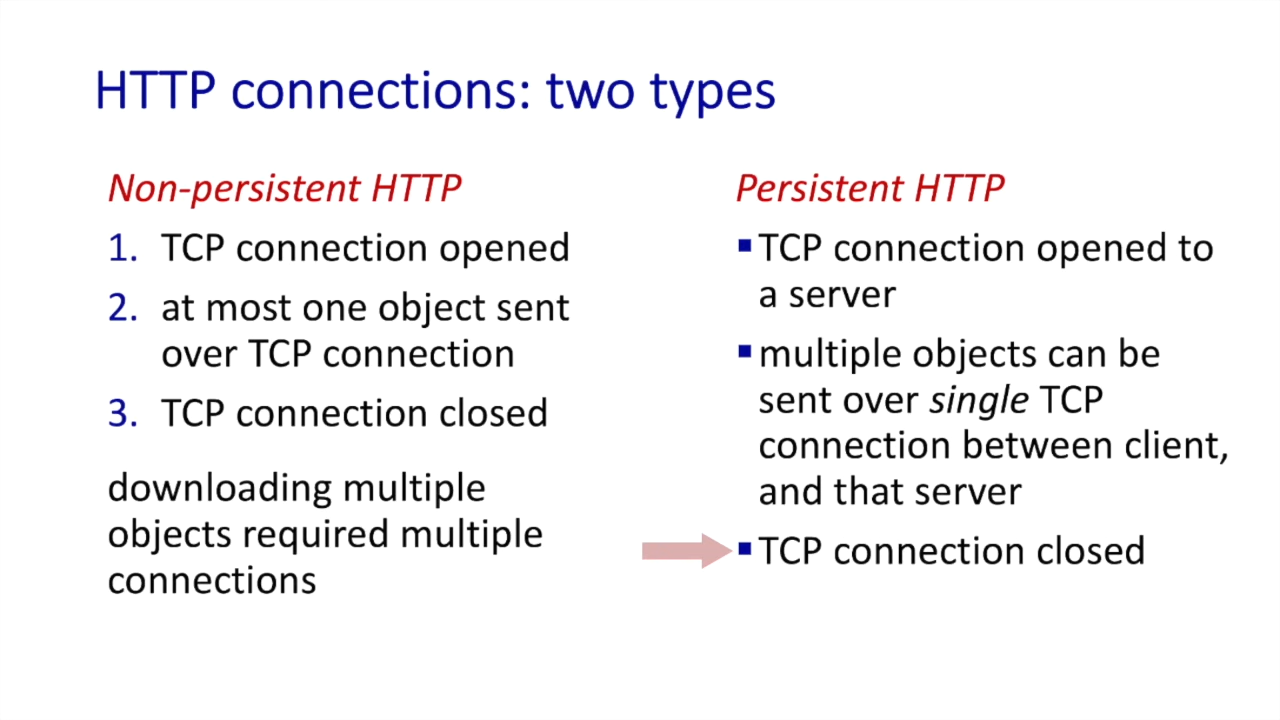 HTTP connections: two types
Non-persistent HTTP
1. TCP connection opened
2. at most one object sent
over TCP connection
3. TCP connection closed
downloading multiple
objects required multiple
connections
Persistent HTTP
▪TCP connection opened to
a server
▪multiple objects can be
sent over single TCP
connection between client,
and that server
▪TCP connection closed